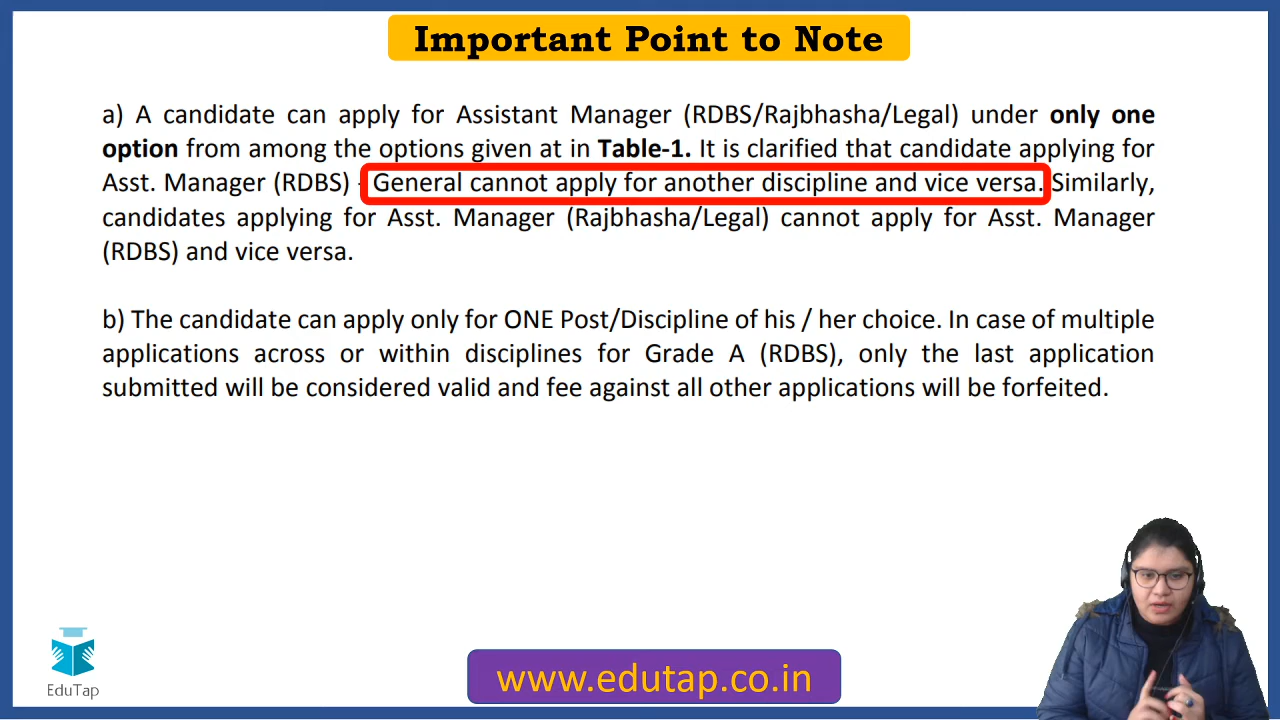 Important Point to Note
a) A candidate can apply for Assistant Manager (RDBS/Rajbhasha/Legal) under only one
option from among the options given at in Table-1. It is clarified that candidate applying for
Asst. Manager (RDBS) - General cannot apply for another discipline and vice versa. Similarly,
candidates applying for Asst. Manager (Rajbhasha/Legal) cannot apply for Asst. Manager
(RDBS) and vice versa.
b) The candidate can apply only for ONE Post/Discipline of his / her choice. In case of multiple
applications across or within disciplines for Grade A (RDBS), only the last application
submitted will be considered valid and fee against all other applications will be forfeited.
EduTap
www.edutap.co.in